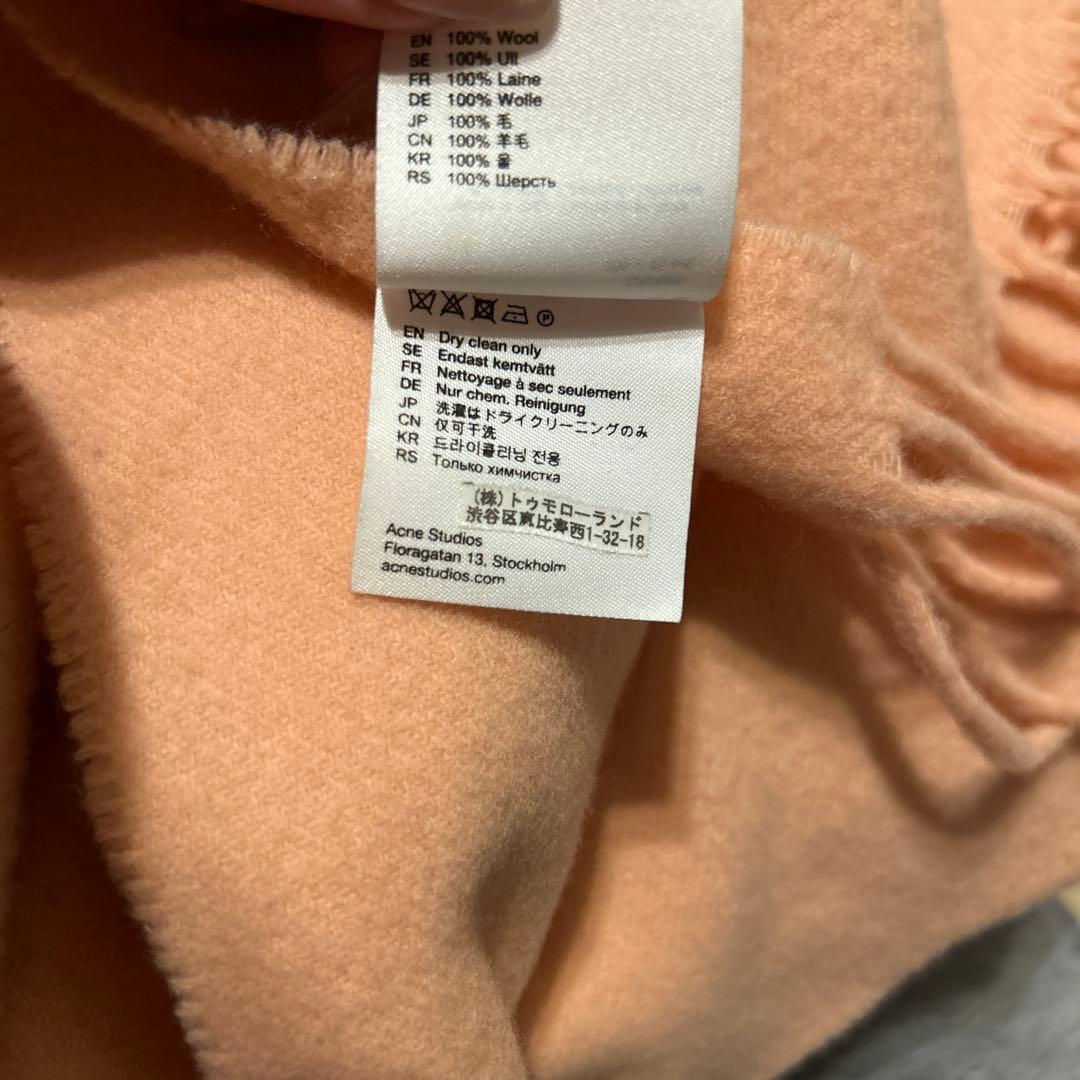 EN 100% Wool
SE 100% Ull
FR 100% Laine
DE 100% Wolle
JP 100% 毛
CN 100% 羊毛
KR 100% 울
RS 100% Шерсть
P
EN Dry clean only
SE Endast kemtvätt
FR Nettoyage à sec seulement
DE Nur chem. Reinigung
JP 洗濯はドライクリーニングのみ
CN 仅可干洗
KR 드라이클리닝 전용
RS Только химчистка
(株)トゥモローランド
渋谷区恵比寿西1-32-18
Acne Studios
Floragatan 13, Stockholm
acnestudios.com